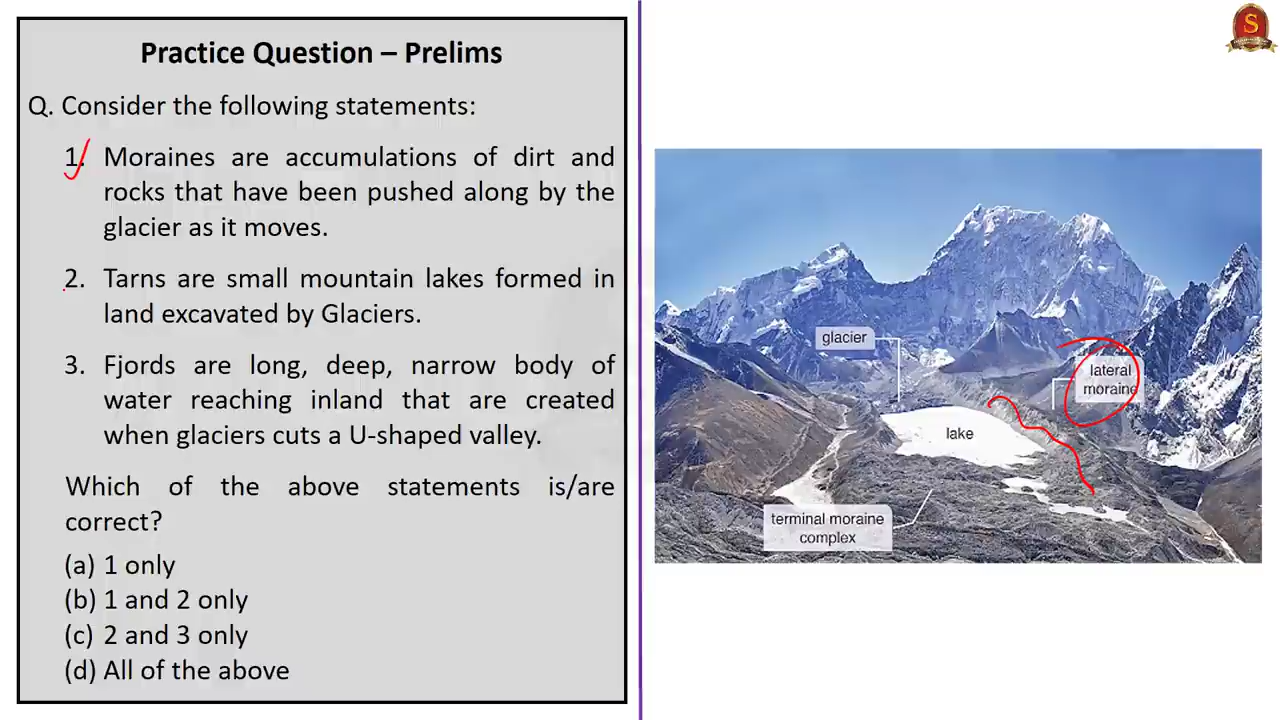 Practice Question – Prelims
Q. Consider the following statements:
1. Moraines are accumulations of dirt and
rocks that have been pushed along by the
glacier as it moves.
2. Tarns are small mountain lakes formed in
land excavated by Glaciers.
3. Fjords are long, deep, narrow body of
water reaching inland that are created
when glaciers cuts a U-shaped valley.
Which of the above statements is/are
correct?
(a) 1 only
(b) 1 and 2 only
(c) 2 and 3 only
(d) All of the above
S
glacier
lateral
moraine
lake
terminal moraine
complex